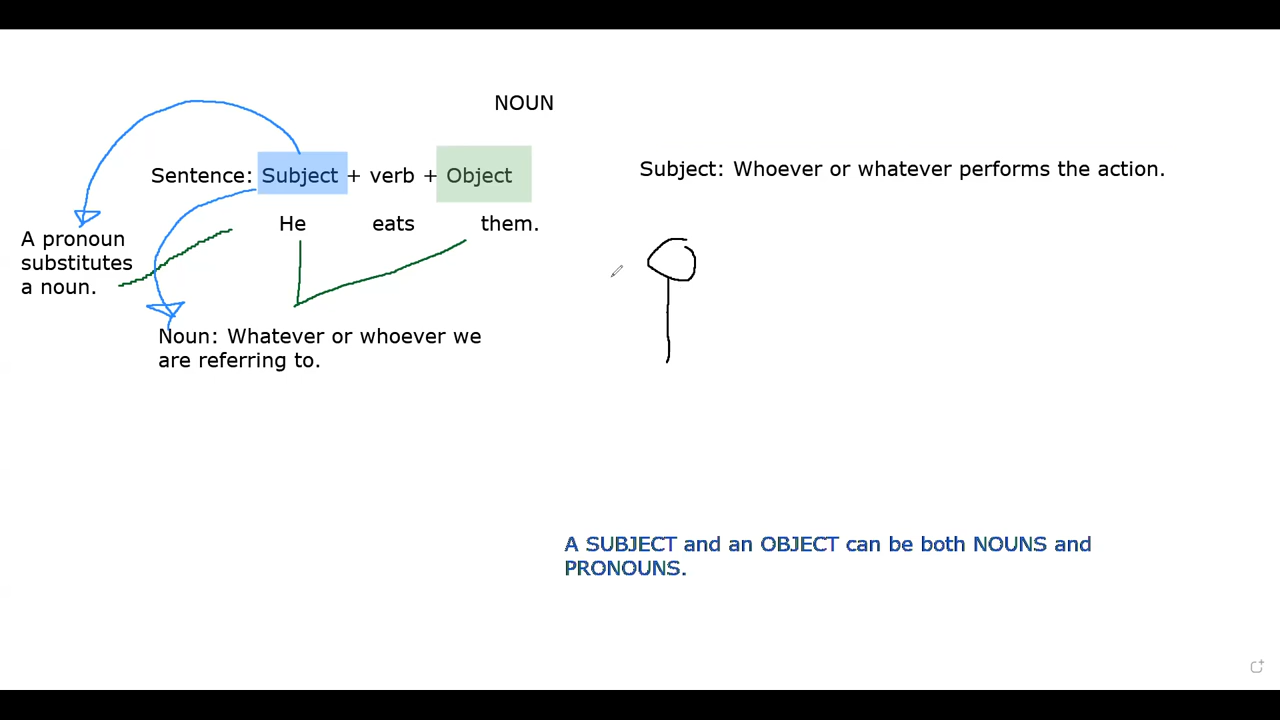 NOUN
Sentence: Subject + verb + Object
Subject: Whoever or whatever performs the action.
He eats them.
A pronoun
substitutes
a noun.
Noun: Whatever or whoever we
are referring to.
A SUBJECT and an OBJECT can be both NOUNS and
PRONOUNS.